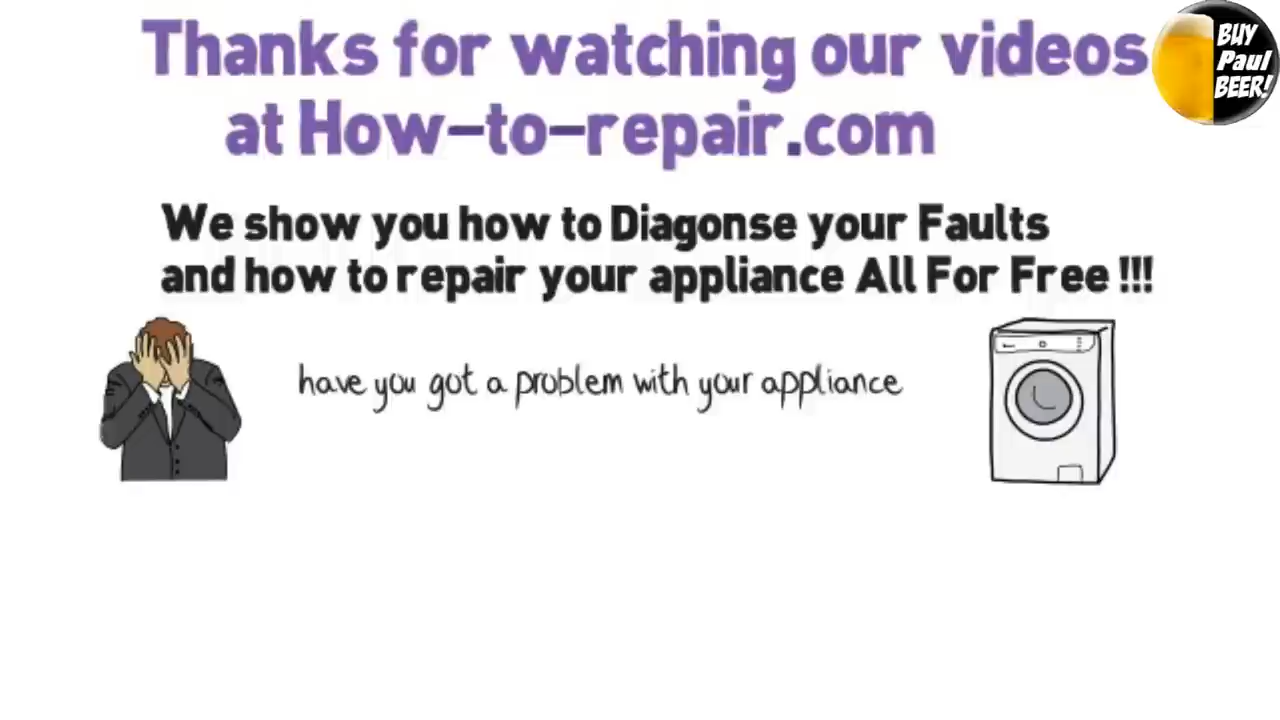 Thanks for watching our videos
at How-to-repair.com
BUY
Paul
BEER!
We show you how to Diagonse your Faults
and how to repair your appliance All For Free !!!
have you got a problem with your appliance